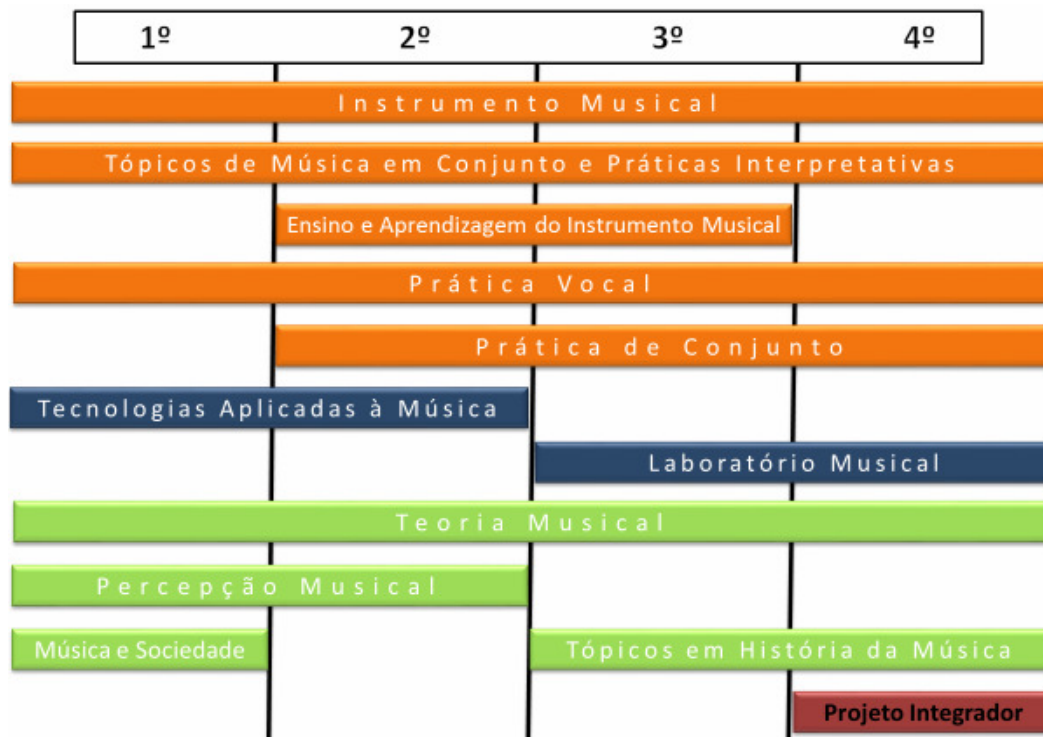 1º 2º 3º 4º
Instrumento Musical
Tópicos de Música em Conjunto e Práticas Interpretativas
Ensino e Aprendizagem do Instrumento Musical
Prática Vocal
Prática de Conjunto
Tecnologias Aplicadas à Música
Laboratório Musical
Teoria Musical
Percepção Musical
Música e Sociedade Tópicos em História da Música
Projeto Integrador